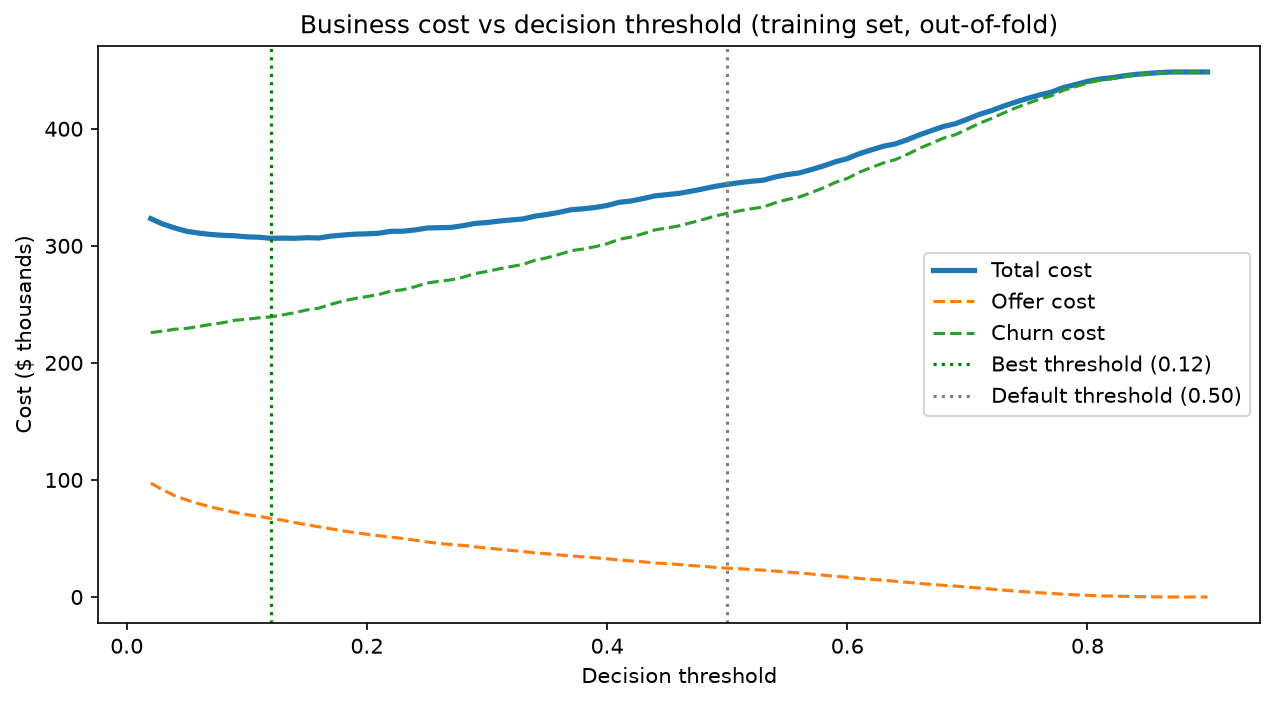 Business cost vs decision threshold (training set, out-of-fold)
Cost ($ thousands)
400
300
200
100
0
Total cost
Offer cost
Churn cost
Best threshold (0.12)
Default threshold (0.50)
0.0 0.2 0.4 0.6 0.8
Decision threshold